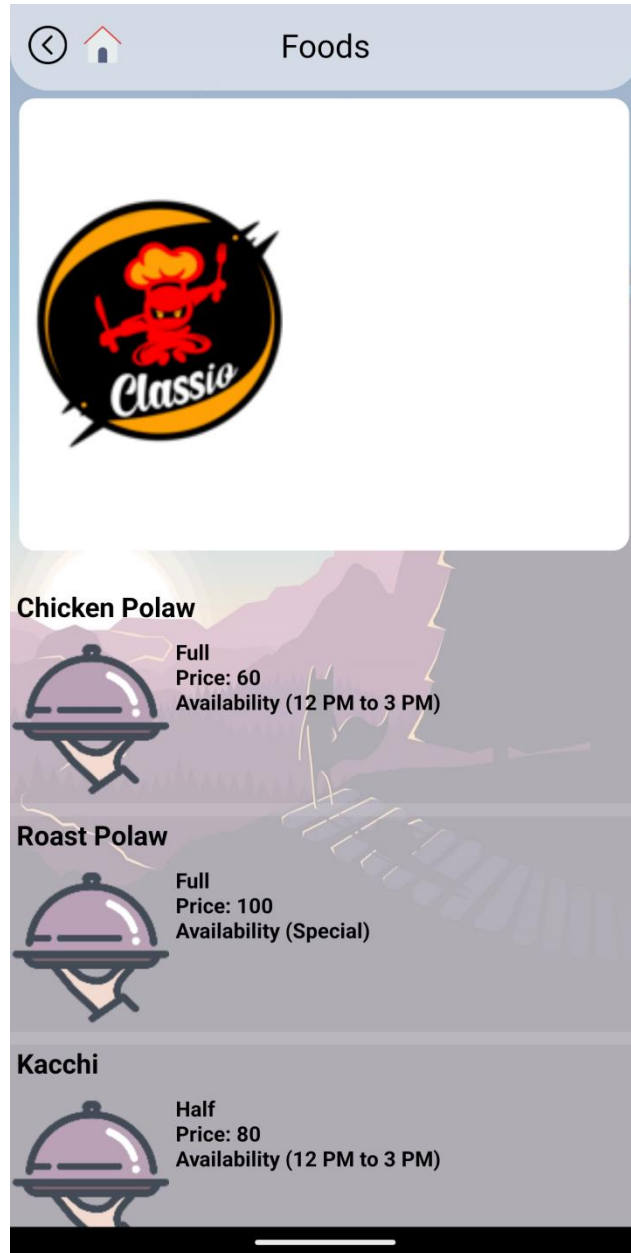 Foods
Classio
Chicken Polaw
Full
Price: 60
Availability (12 PM to 3 PM)
Roast Polaw
Full
Price: 100
Availability (Special)
Kacchi
Half
Price: 80
Availability (12 PM to 3 PM)